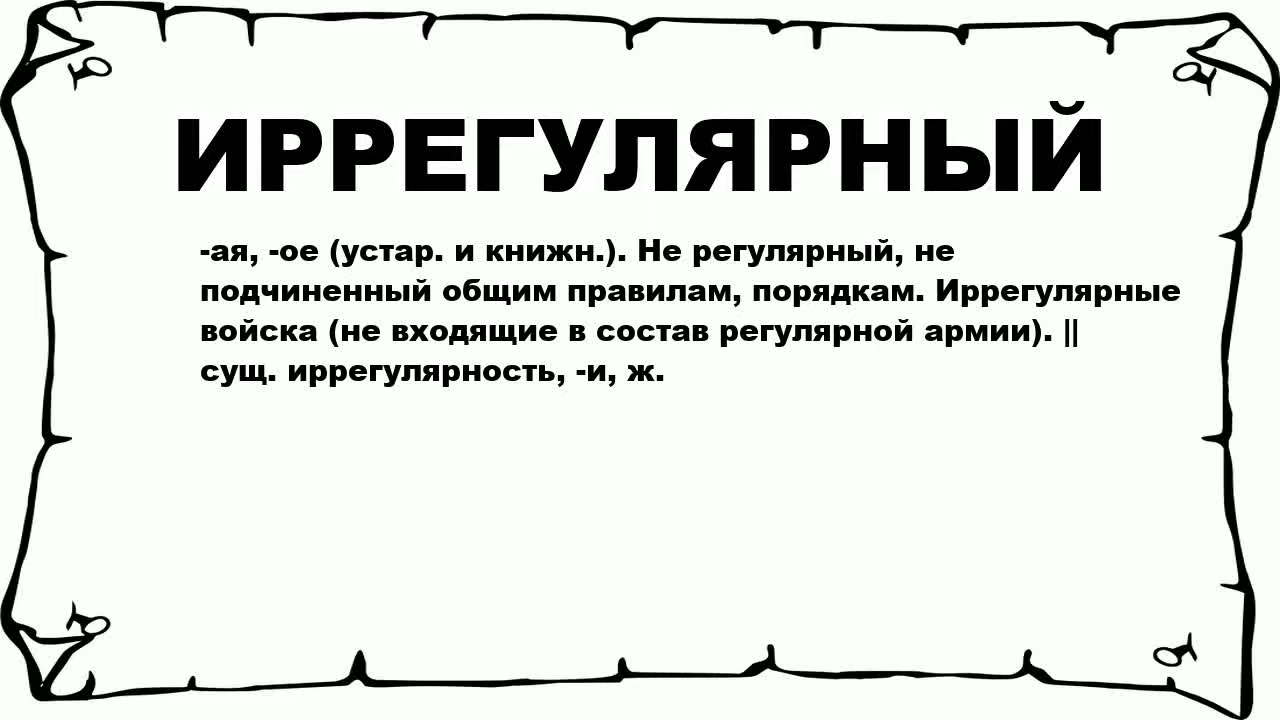 ИРРЕГУЛЯРНЫЙ
-ая, -ое (устар. и книжн.). Не регулярный, не
подчиненный общим правилам, порядкам. Иррегулярные
войска (не входящие в состав регулярной армии). ||
сущ. иррегулярность, -и, ж.